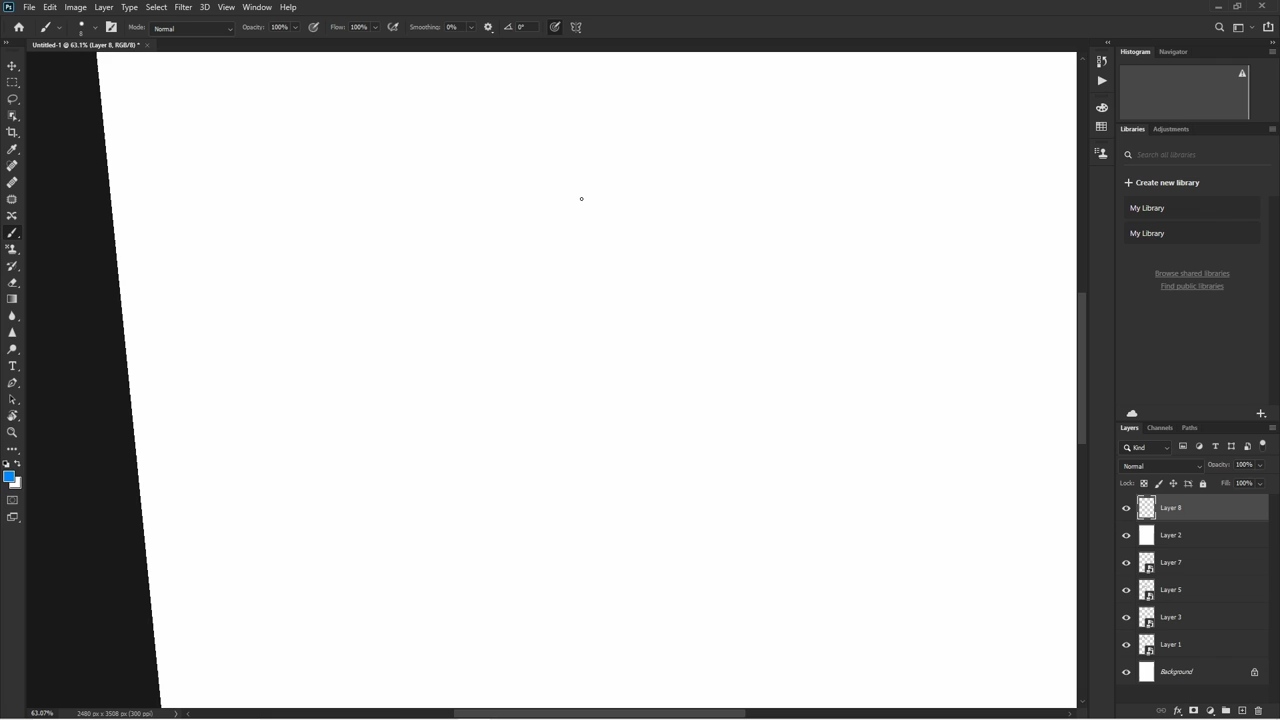 Ps File Edit Image Layer Type Select Filter 3D View Window Help
8 Mode: Normal Opacity: 100% Flow: 100% Smoothing: 0% 0°
Untitled-1 @ 63.1% (Layer 8, RGB/8) *
Histogram Navigator
Libraries Adjustments
Search all libraries
Create new library
My Library
My Library
Browse shared libraries
Find public libraries
Layers Channels Paths
Kind
Normal Opacity: 100%
Lock: Fill: 100%
Layer 8
Layer 2
Layer 7
Layer 5
Layer 3
Layer 1
Background
63.07% 2480 px x 3508 px (300 ppi)